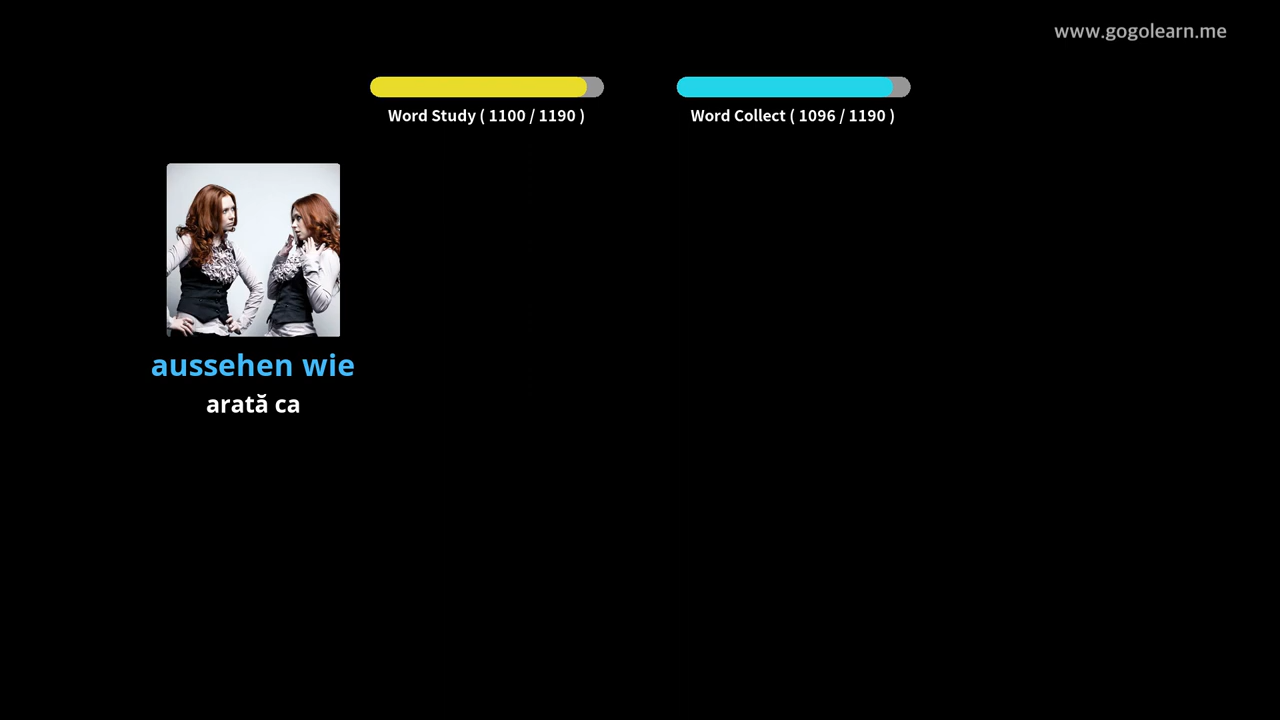 www.gogolearn.me
Word Study ( 1100 / 1190 )
Word Collect ( 1096 / 1190 )
aussehen wie
arată ca